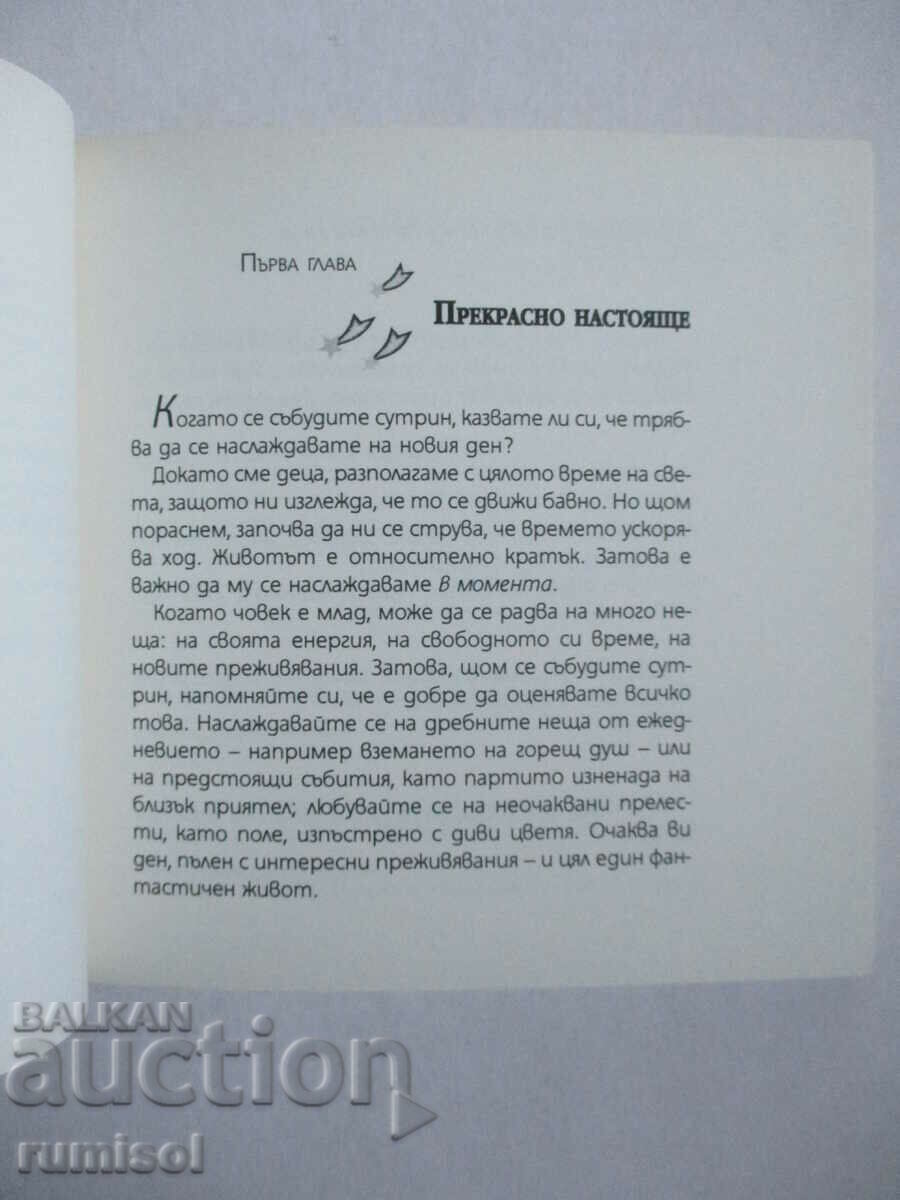 Първа глава
Прекрасно настояще
Когато се събудите сутрин, казвате ли си, че тряб-
ва да се наслаждавате на новия ден?
Докато сме деца, разполагаме с цялото време на све-
та, защото ни изглежда, че то се движи бавно. Но щом
пораснем, започва да ни се струва, че времето ускоря-
ва ход. Животът е относително кратък. Затова е
важно да му се наслаждаваме в момента.
Когато човек е млад, може да се радва на много не-
ща: на своята енергия, на свободното си време, на
новите преживявания. Затова, щом се събудите сут-
рин, напомняйте си, че е добре да оценявате всичко
това. Наслаждавайте се на дребните неща от ежед-
невието – например вземането на горещ душ – или
на предстоящи събития, като партито изненада на
близък приятел; любувайте се на неочаквани прелес-
ти, като поле, изпъстрено с диви цветя. Очаква ви
ден, пълен с интересни преживявания – и цял един фан-
тастичен живот.
BALKAN
auction
rumisol